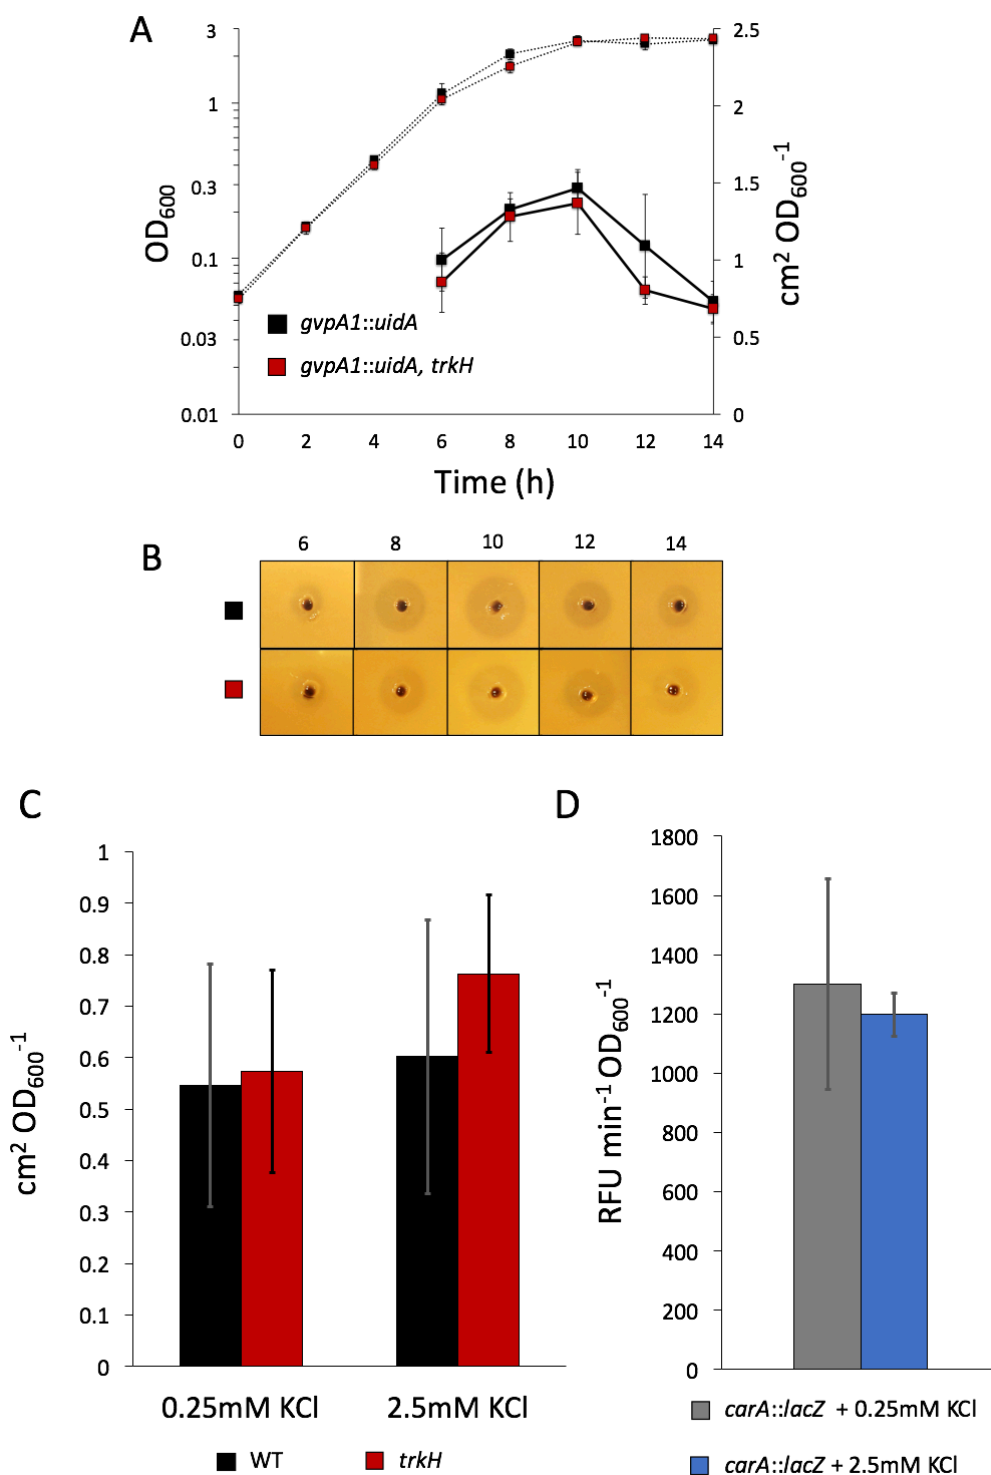 A
3
1
0.3
0.1
0.03
0.01
OD600
2.5
2
1.5
1
0.5
0
cm2 OD600-1
gvpA1::uidA
gvpA1::uidA, trkH
0 2 4 6 8 10 12 14
Time (h)
B
6 8 10 12 14
C
1
0.9
0.8
0.7
0.6
0.5
0.4
0.3
0.2
0.1
0
cm2 OD600-1
0.25mM KCl 2.5mM KCl
WT trkH
D
1800
1600
1400
1200
1000
800
600
400
200
0
RFU min-1 OD600-1
carA::lacZ + 0.25mM KCl
carA::lacZ + 2.5mM KCl